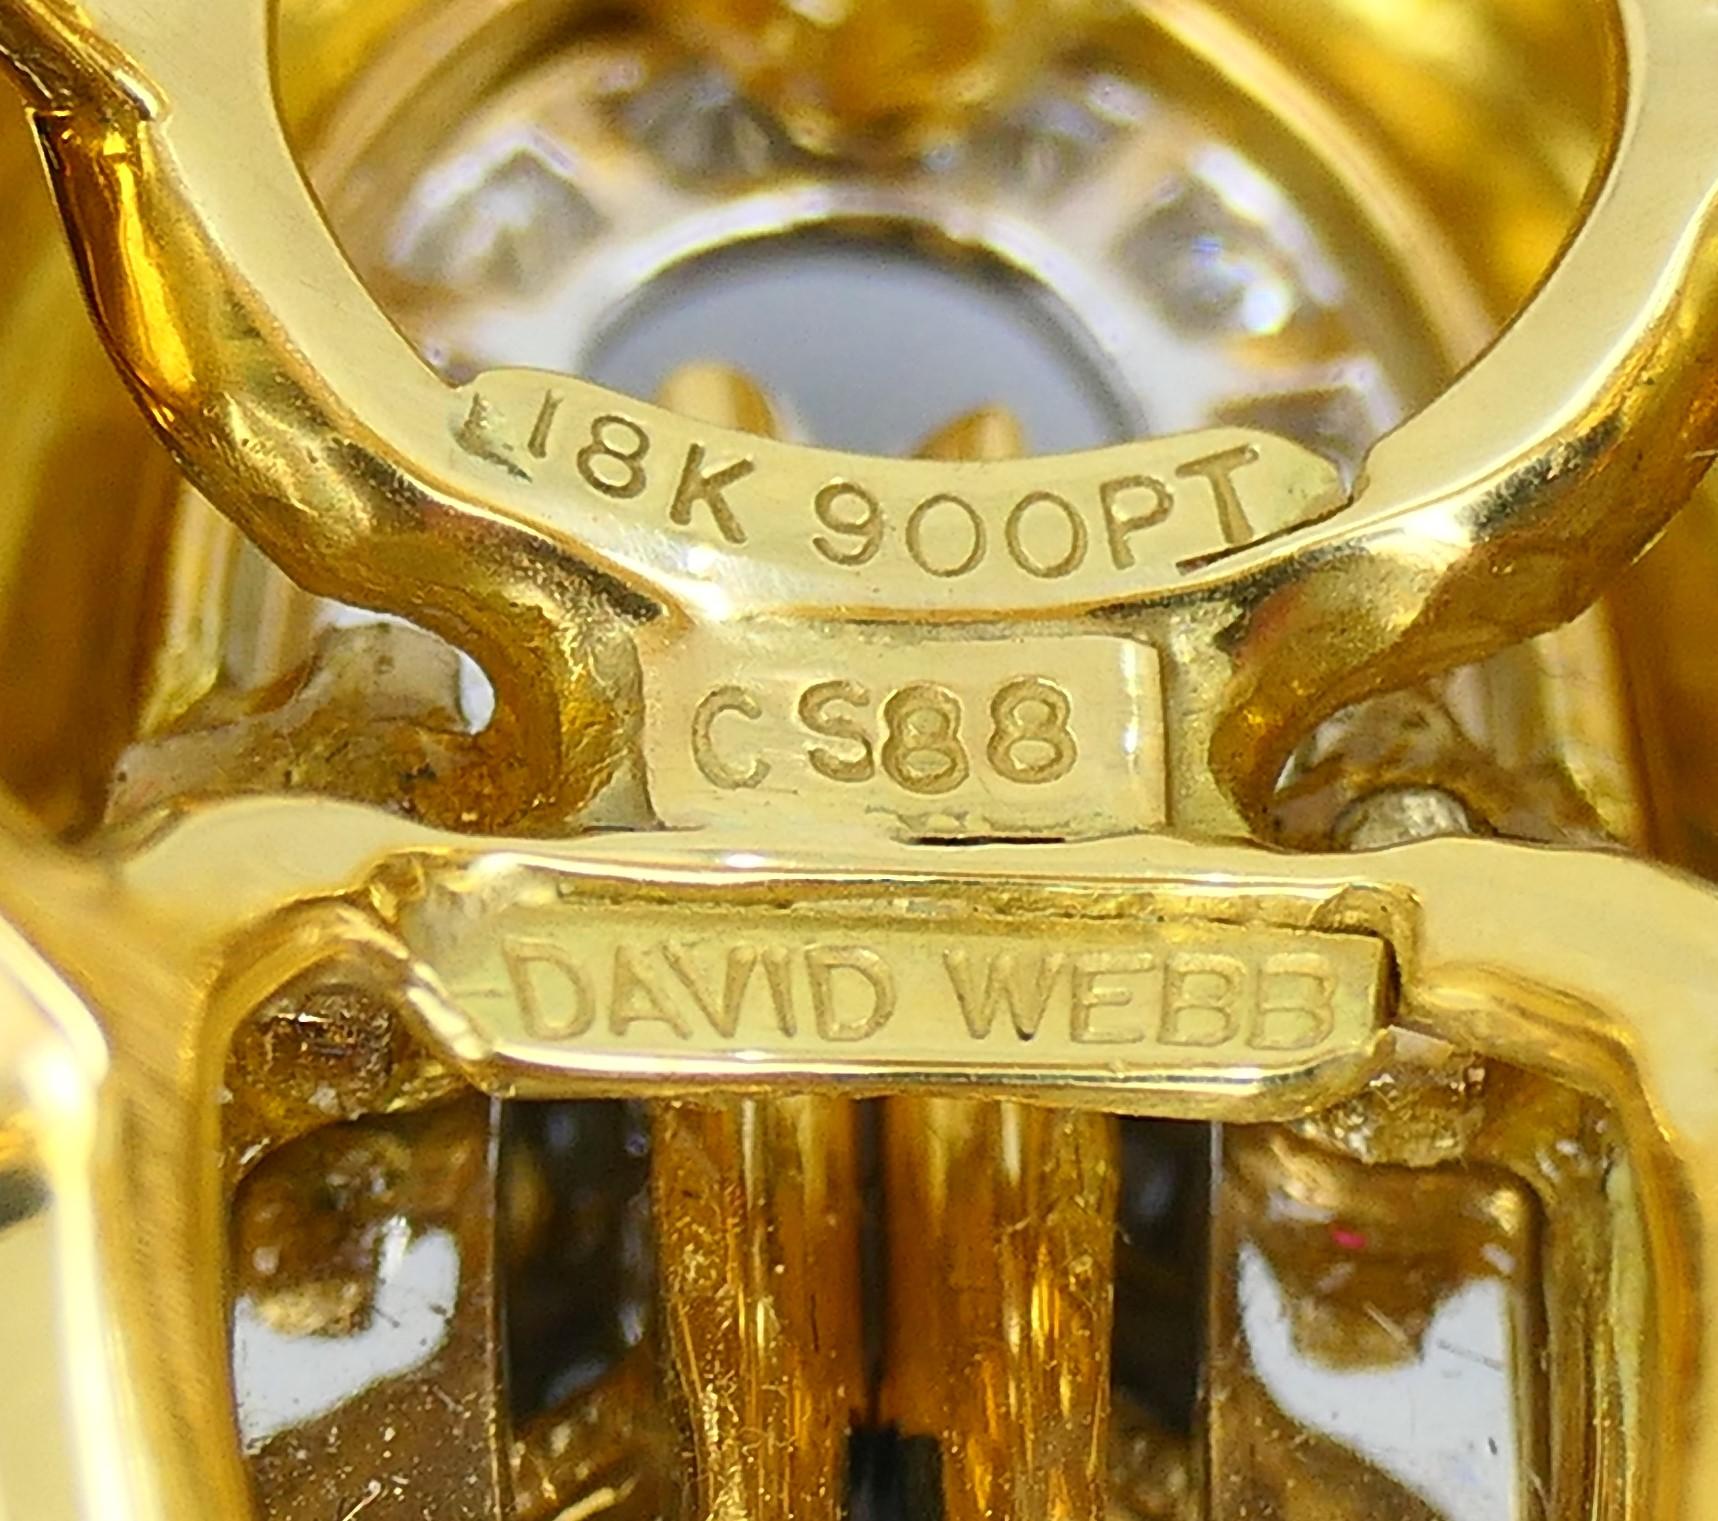 18K 900PT
CS88
DAVID WEBB